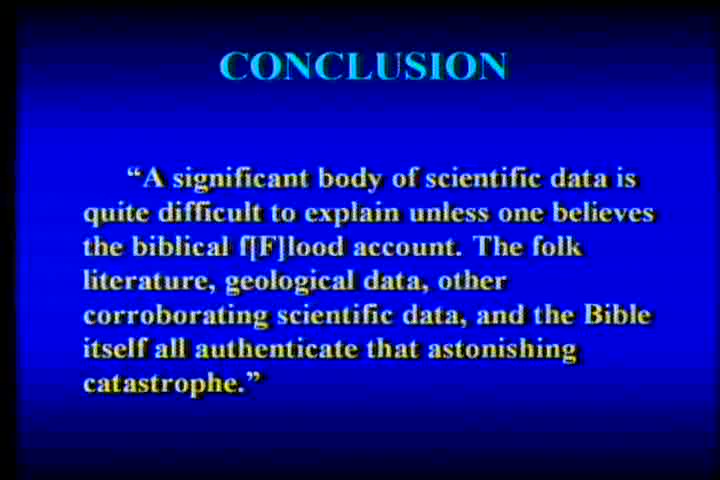 CONCLUSION
“A significant body of scientific data is
quite difficult to explain unless one believes
the biblical f[F]lood account. The folk
literature, geological data, other
corroborating scientific data, and the Bible
itself all authenticate that astonishing
catastrophe.”